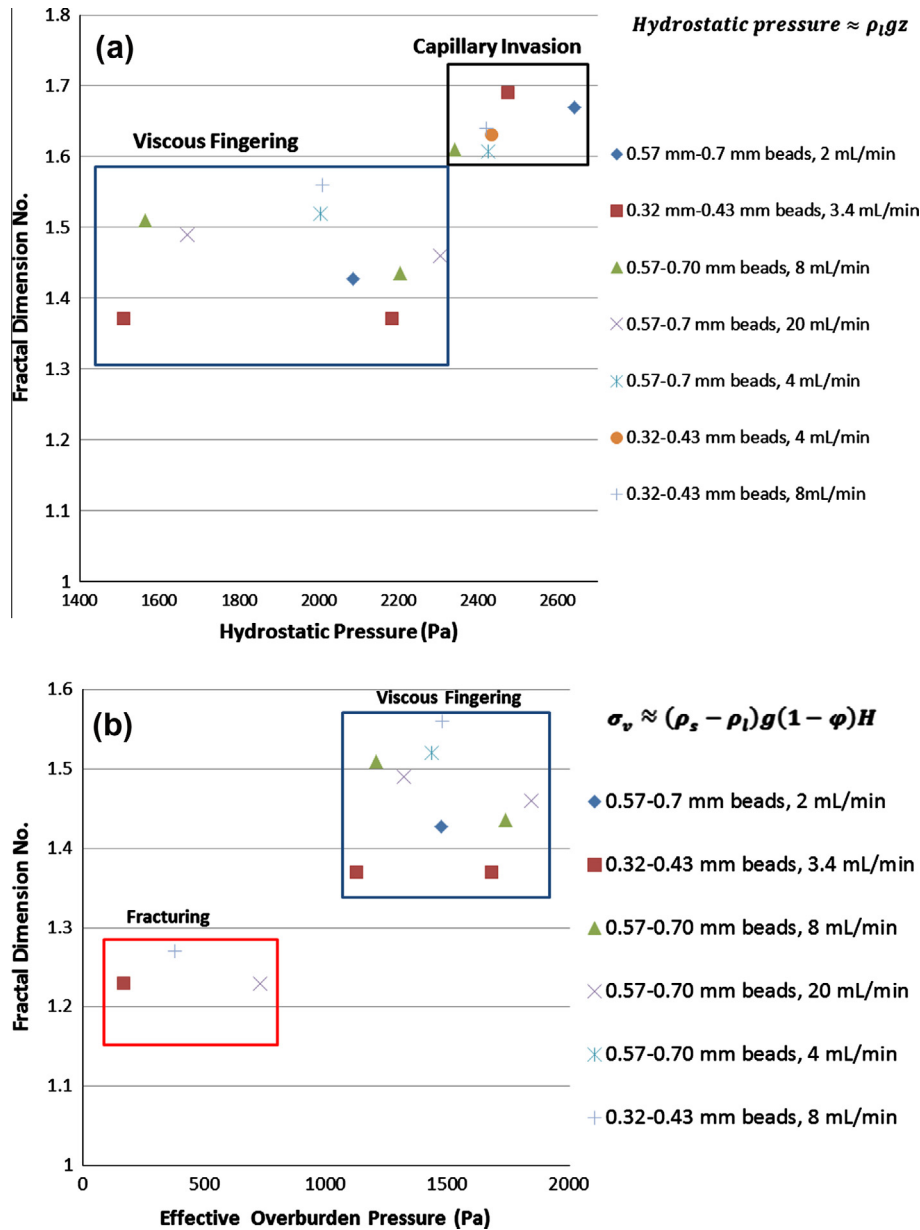 (a)
Capillary Invasion
Hydrostatic pressure ≈ ρₗgz
Viscous Fingering
Fractal Dimension No.
1.8
1.7
1.6
1.5
1.4
1.3
1.2
1.1
1
1400 1600 1800 2000 2200 2400 2600
Hydrostatic Pressure (Pa)
0.57 mm-0.7 mm beads, 2 mL/min
0.32 mm-0.43 mm beads, 3.4 mL/min
0.57-0.70 mm beads, 8 mL/min
0.57-0.7 mm beads, 20 mL/min
0.57-0.7 mm beads, 4 mL/min
0.32-0.43 mm beads, 4 mL/min
0.32-0.43 mm beads, 8mL/min
(b)
Viscous Fingering
σᵥ ≈ (ρₛ − ρₗ)g(1 − φ)H
Fracturing
Fractal Dimension No.
1.6
1.5
1.4
1.3
1.2
1.1
1
0 500 1000 1500 2000
Effective Overburden Pressure (Pa)
0.57-0.7 mm beads, 2 mL/min
0.32-0.43 mm beads, 3.4 mL/min
0.57-0.70 mm beads, 8 mL/min
0.57-0.70 mm beads, 20 mL/min
0.57-0.70 mm beads, 4 mL/min
0.32-0.43 mm beads, 8 mL/min